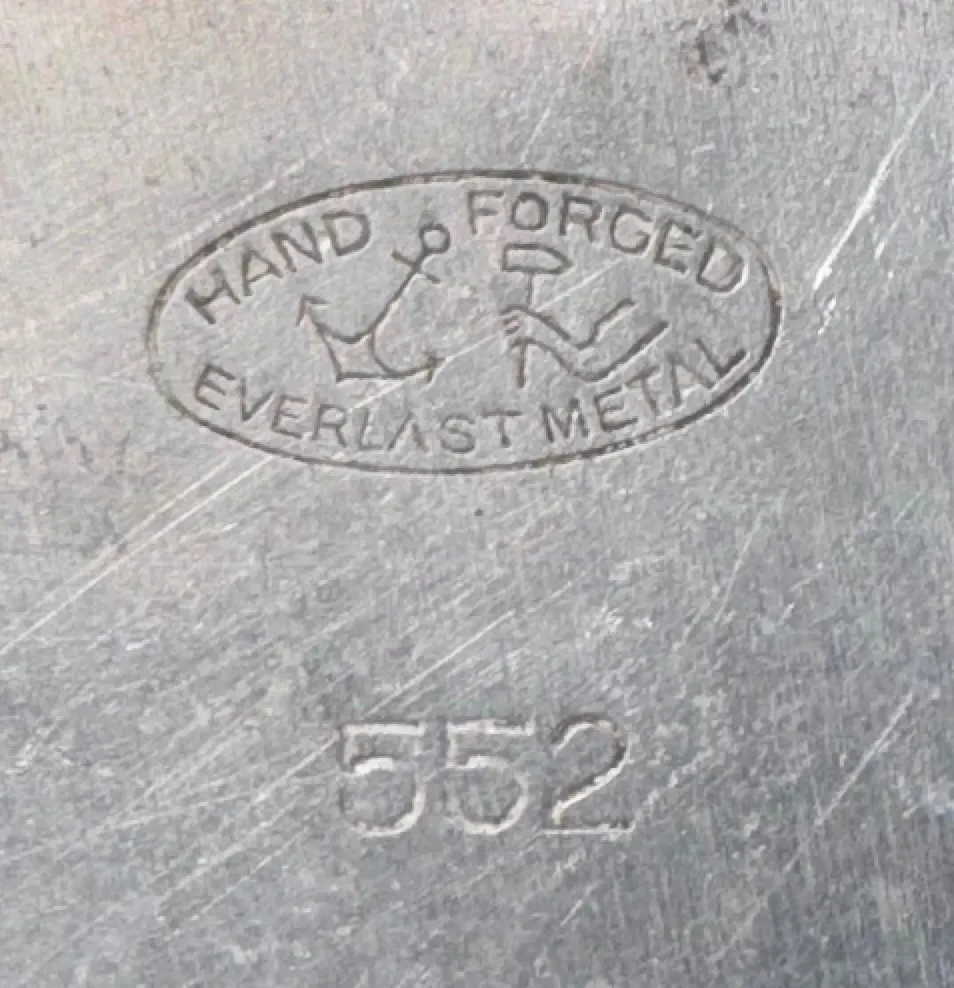 HAND FORGED
EVERLAST METAL
552